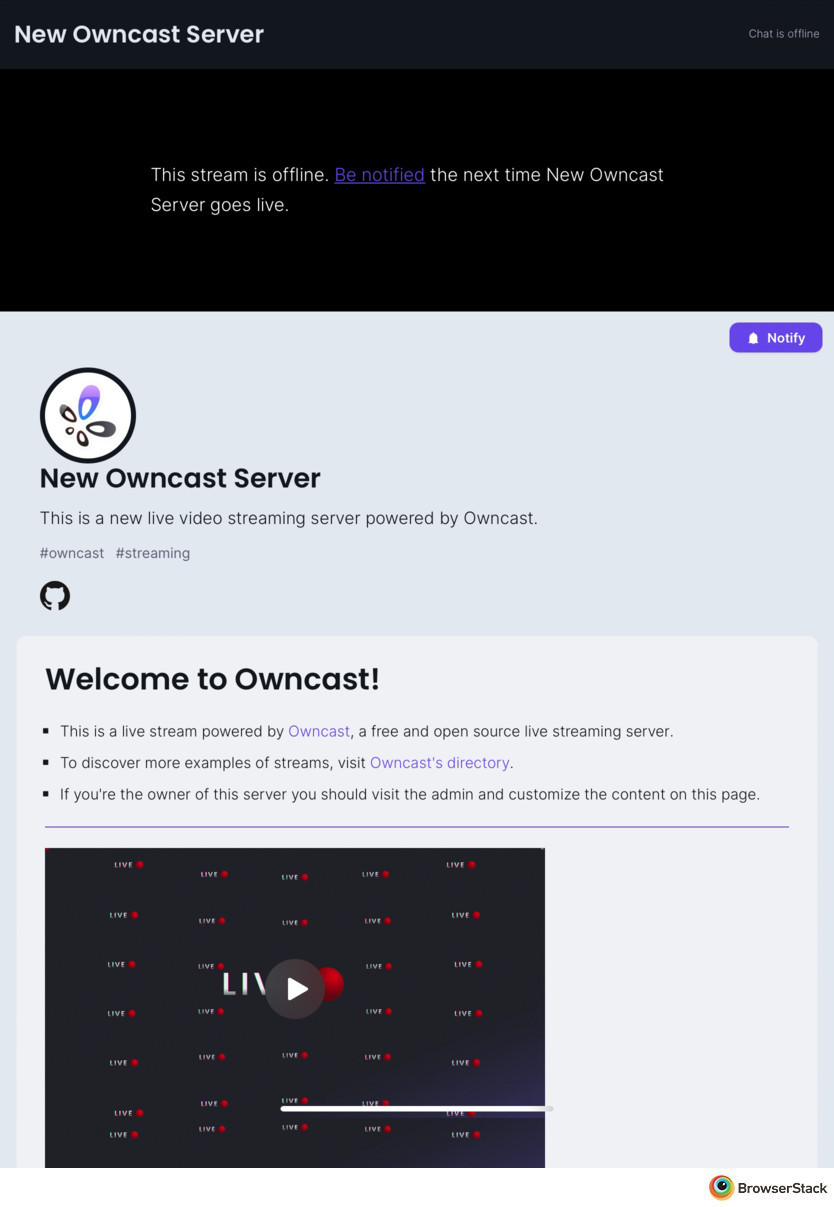 New Owncast Server
Chat is offline
This stream is offline. Be notified the next time New Owncast
Server goes live.
Notify
New Owncast Server
This is a new live video streaming server powered by Owncast.
#owncast #streaming
Welcome to Owncast!
This is a live stream powered by Owncast, a free and open source live streaming server.
To discover more examples of streams, visit Owncast's directory.
If you're the owner of this server you should visit the admin and customize the content on this page.
LIVE LIVE LIVE LIVE LIVE
LIVE LIVE LIVE LIVE LIVE
LIVE LIVE LIVE LIVE
LIV
LIVE LIVE LIVE LIVE
LIVE LIVE LIVE LIVE LIVE
LIVE LIVE LIVE LIVE LIVE
LIVE LIVE LIVE LIVE LIVE
BrowserStack